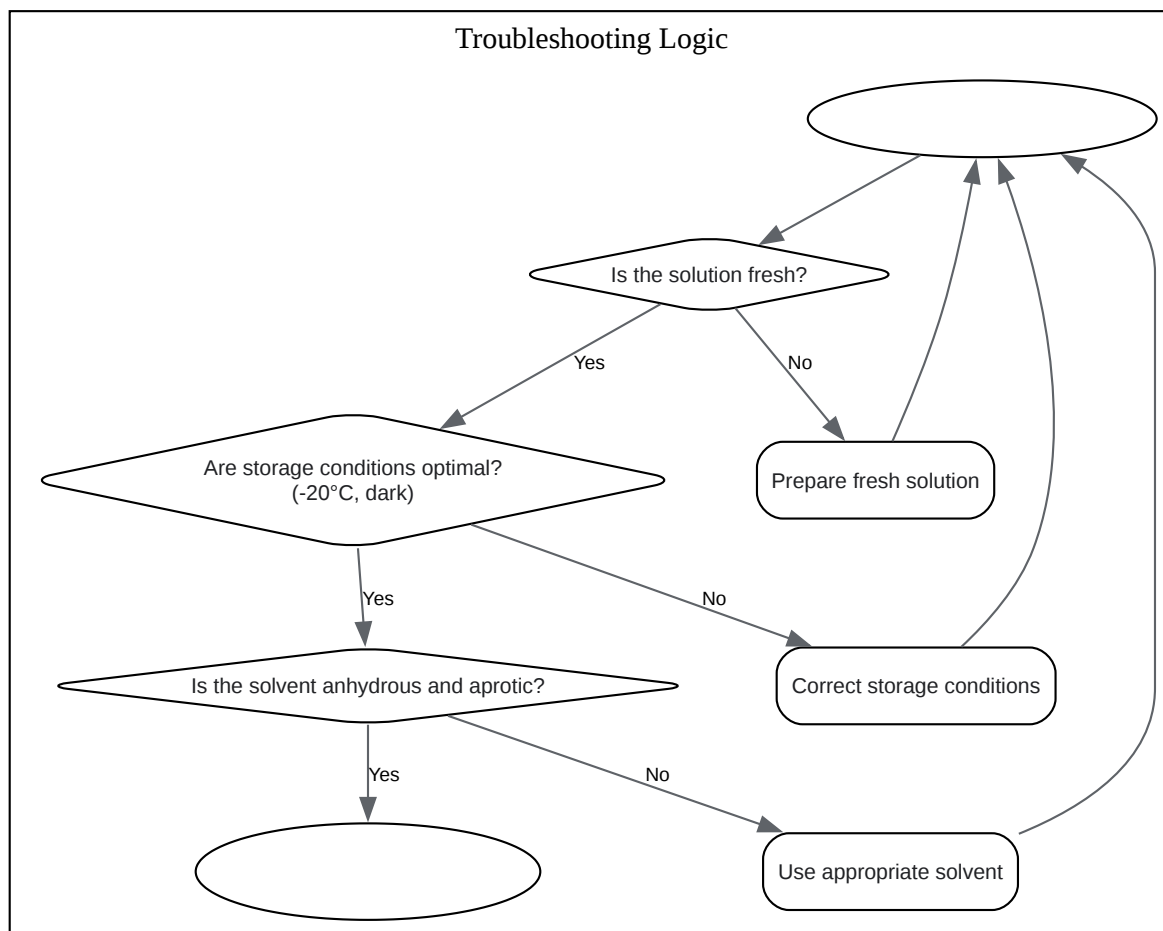 Troubleshooting Logic
Is the solution fresh?
Yes
No
Are storage conditions optimal?
(-20°C, dark)
Prepare fresh solution
Yes
No
Is the solvent anhydrous and aprotic?
Correct storage conditions
Yes
No
Use appropriate solvent